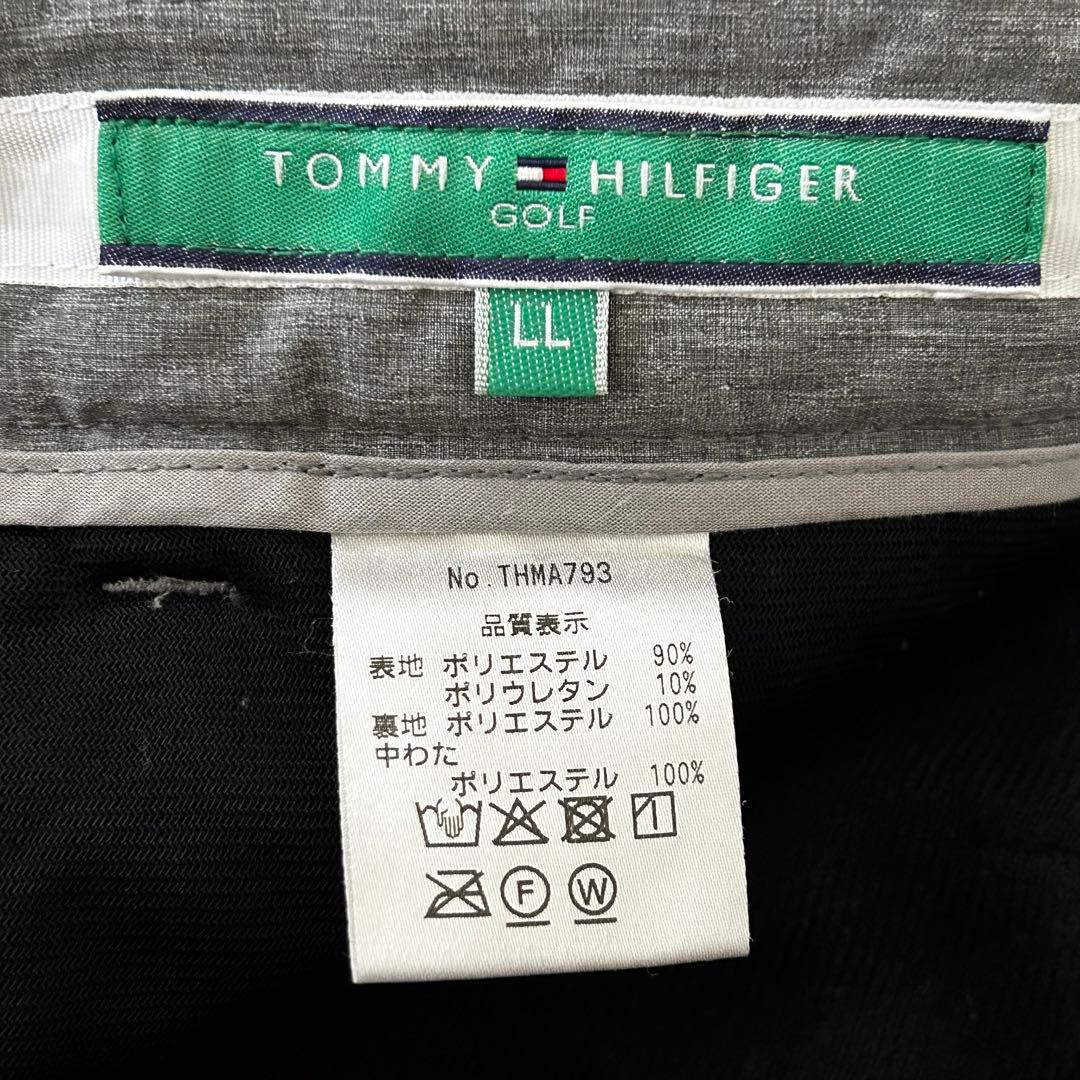 TOMMY HILFIGER
GOLF
LL
No.THMA793
品質表示
表地 ポリエステル 90%
ポリウレタン 10%
裏地 ポリエステル 100%
中わた
ポリエステル 100%
F W